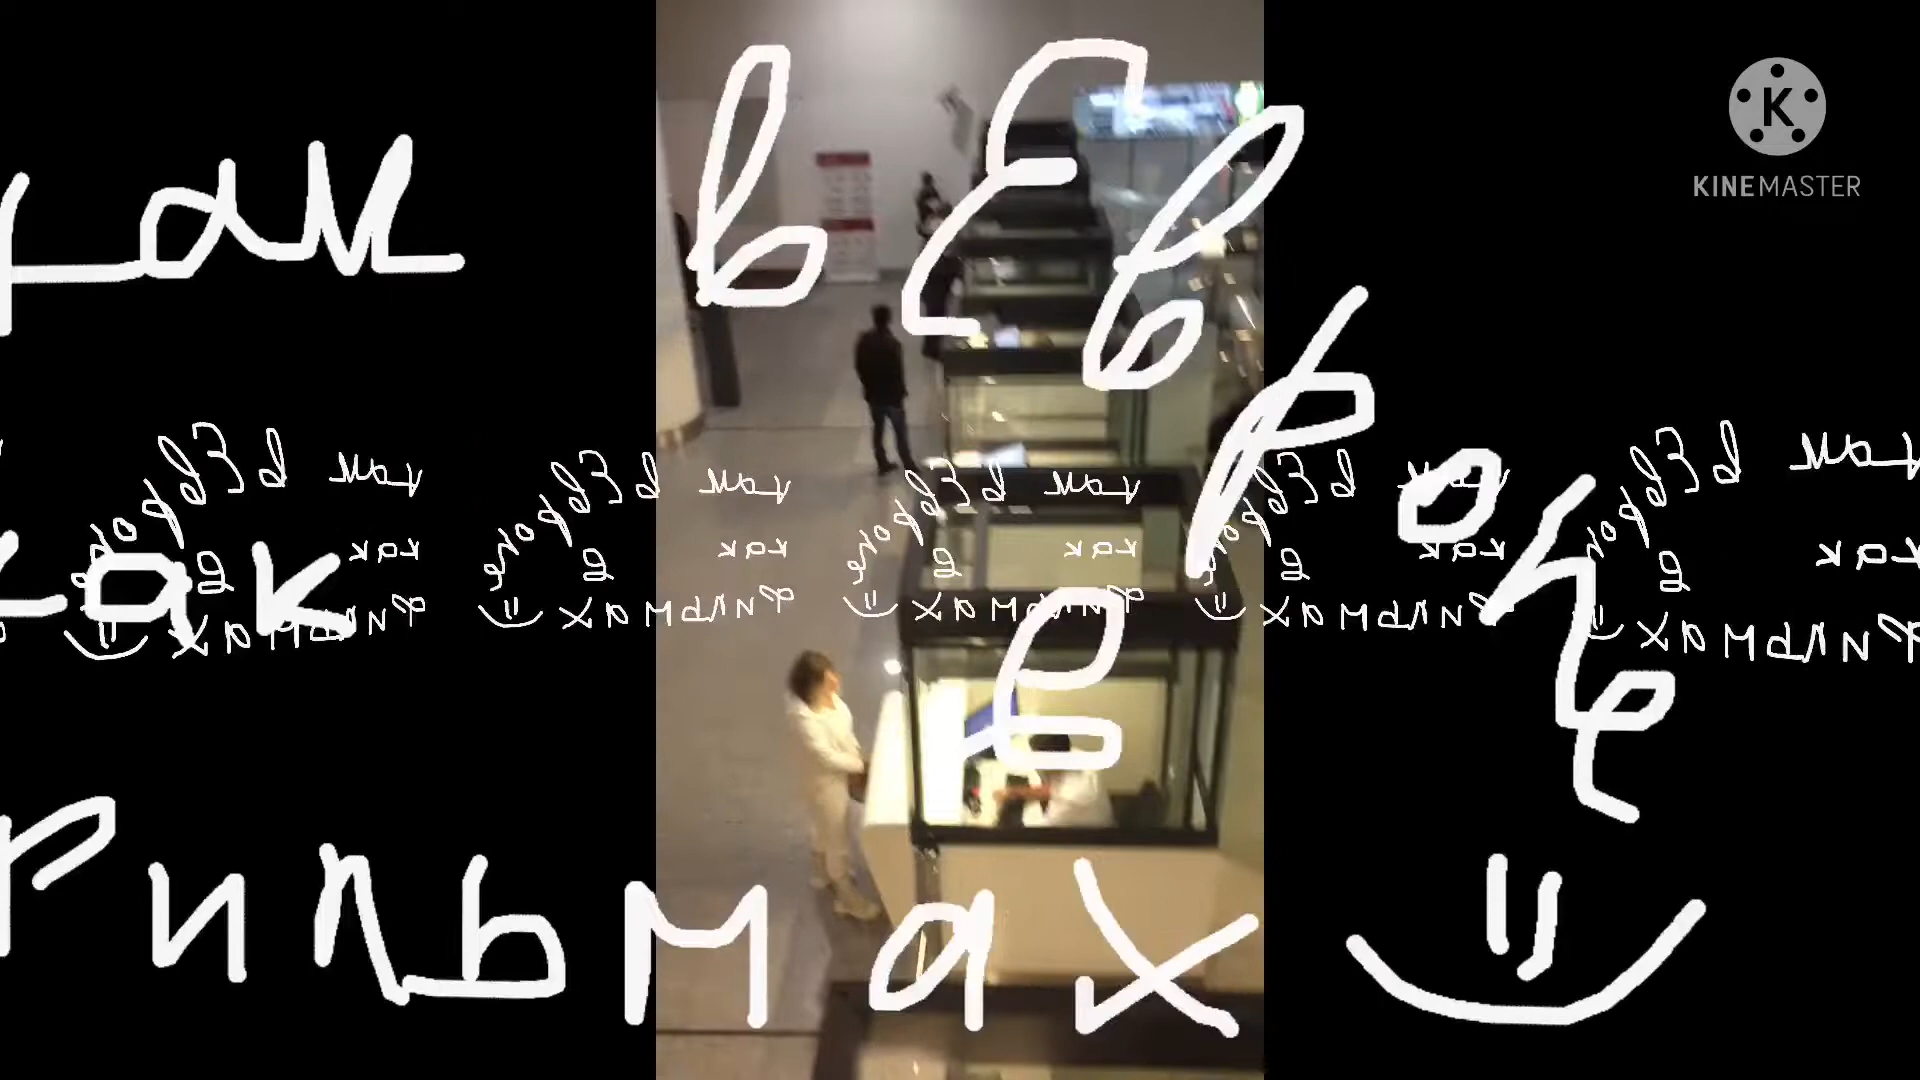 там в Европе
как в
фильмах =)
KINEMASTER